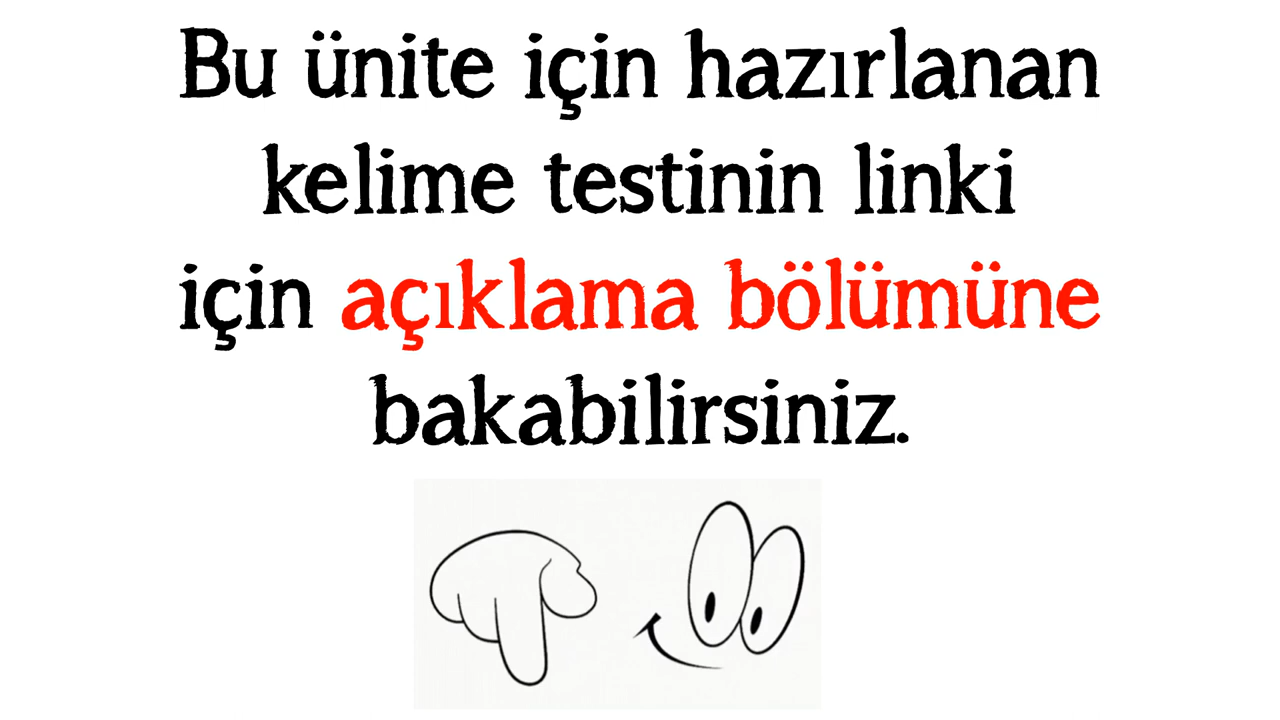 Bu ünite için hazırlanan
kelime testinin linki
için açıklama bölümüne
bakabilirsiniz.